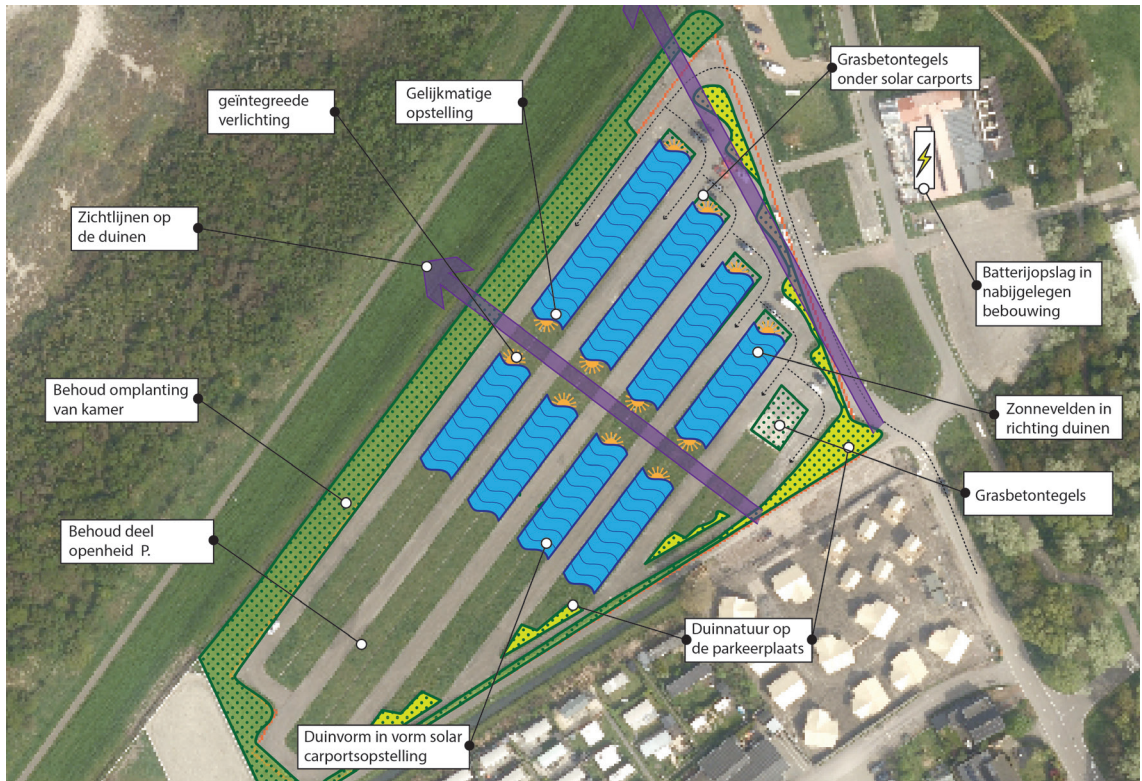 Grasbetontegels
onder solar carports
geïntegreede
verlichting
Gelijkmatige
opstelling
Zichtlijnen op
de duinen
Batterijopslag in
nabijgelegen
bebouwing
Behoud omplanting
van kamer
Zonnevelden in
richting duinen
Grasbetontegels
Behoud deel
openheid P.
Duinnatuur op
de parkeerplaats
Duinvorm in vorm solar
carportsopstelling